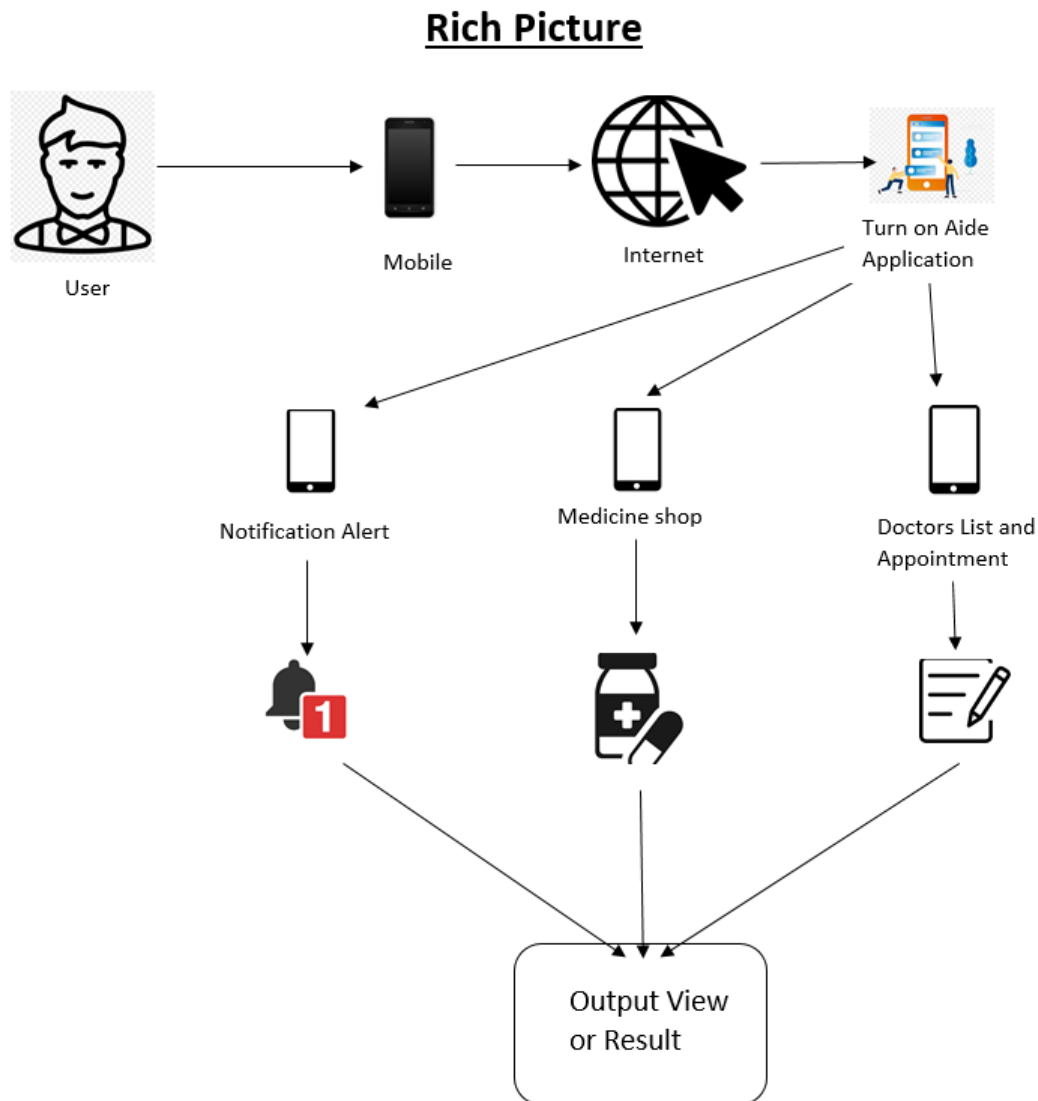 Rich Picture
User
Mobile
Internet
Turn on Aide
Application
Notification Alert
Medicine shop
Doctors List and
Appointment
1
Output View
or Result